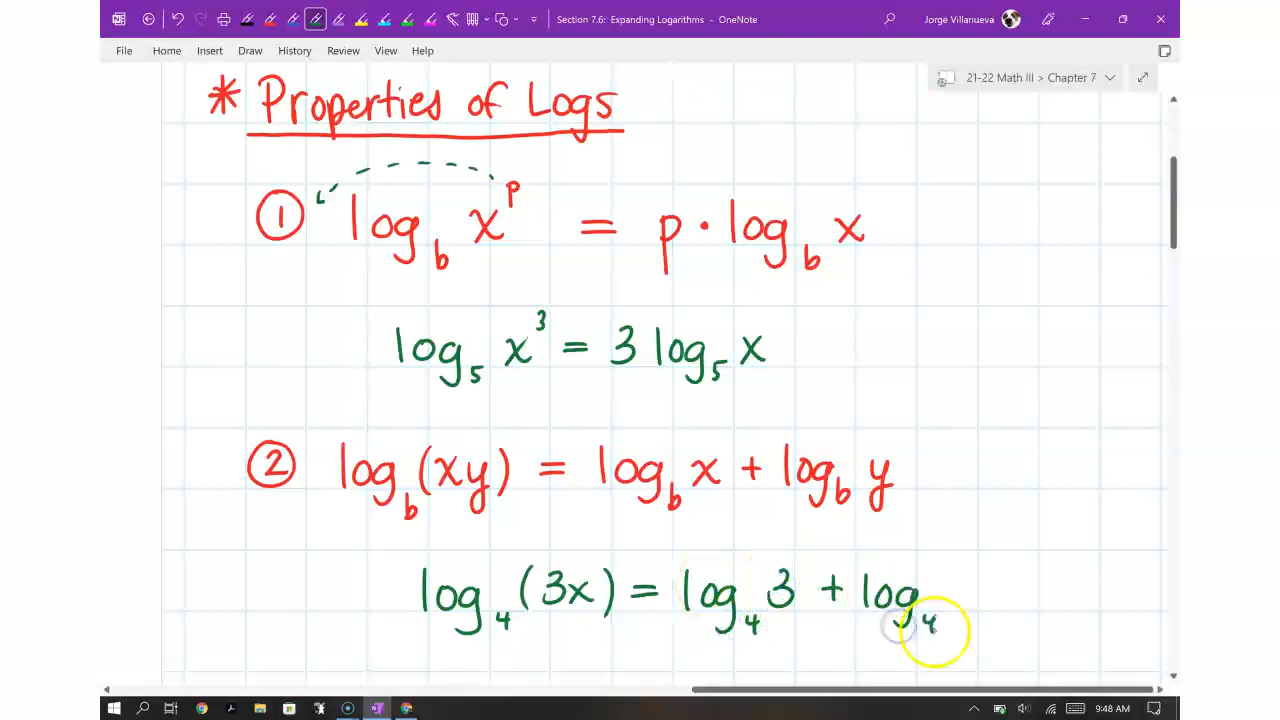 Section 7.6: Expanding Logarithms - OneNote
Jorge Villanueva
File Home Insert Draw History Review View Help
21-22 Math III > Chapter 7
* Properties of Logs
① log_b x^p = p · log_b x
log_5 x^3 = 3 log_5 x
② log_b (xy) = log_b x + log_b y
log_4 (3x) = log_4 3 + log_4
9:48 AM